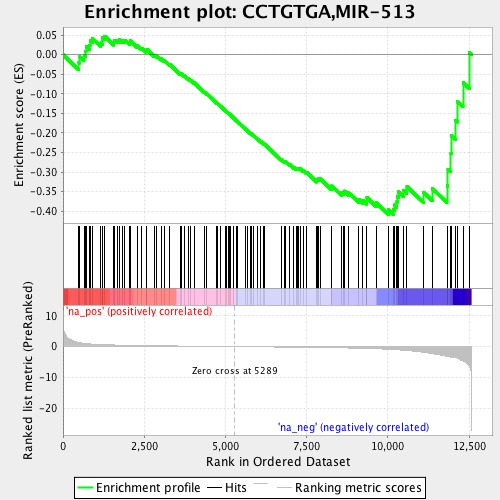 Enrichment plot: CCTGTGA,MIR-513
Enrichment score (ES)
0.05
0.00
-0.05
-0.10
-0.15
-0.20
-0.25
-0.30
-0.35
-0.40
'na_pos' (positively correlated)
Ranked list metric (PreRanked)
10
5
0
-5
-10
-15
-20
Zero cross at 5289
'na_neg' (negatively correlated)
0
2,500
5,000
7,500
10,000
12,500
Rank in Ordered Dataset
Enrichment profile
Hits
Ranking metric scores